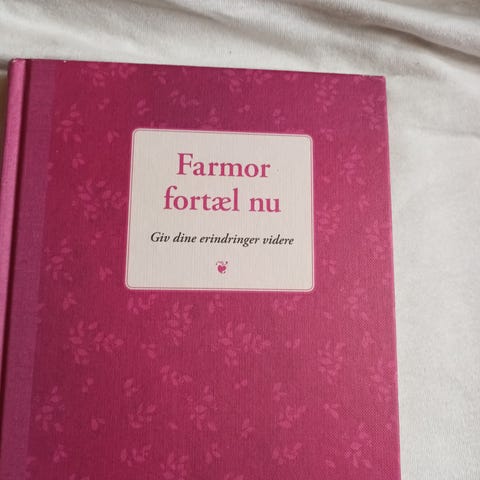 Farmor
fortæl nu
Giv dine erindringer videre